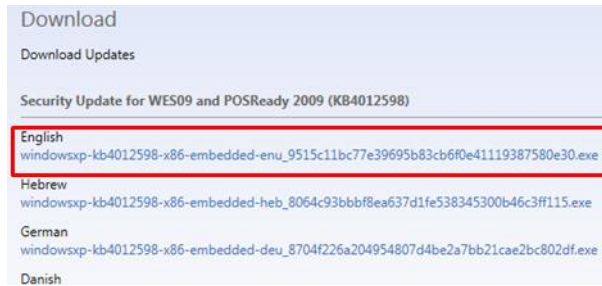 Download
Download Updates
Security Update for WES09 and POSReady 2009 (KB4012598)
English
windowsxp-kb4012598-x86-embedded-enu_9515c11bc77e39695b83cb6f0e41119387580e30.exe
Hebrew
windowsxp-kb4012598-x86-embedded-heb_8064c93bbbf8ea637d1fe538345300b46c3ff115.exe
German
windowsxp-kb4012598-x86-embedded-deu_8704f226a204954807d4be2a7bb21cae2bc802df.exe
Danish